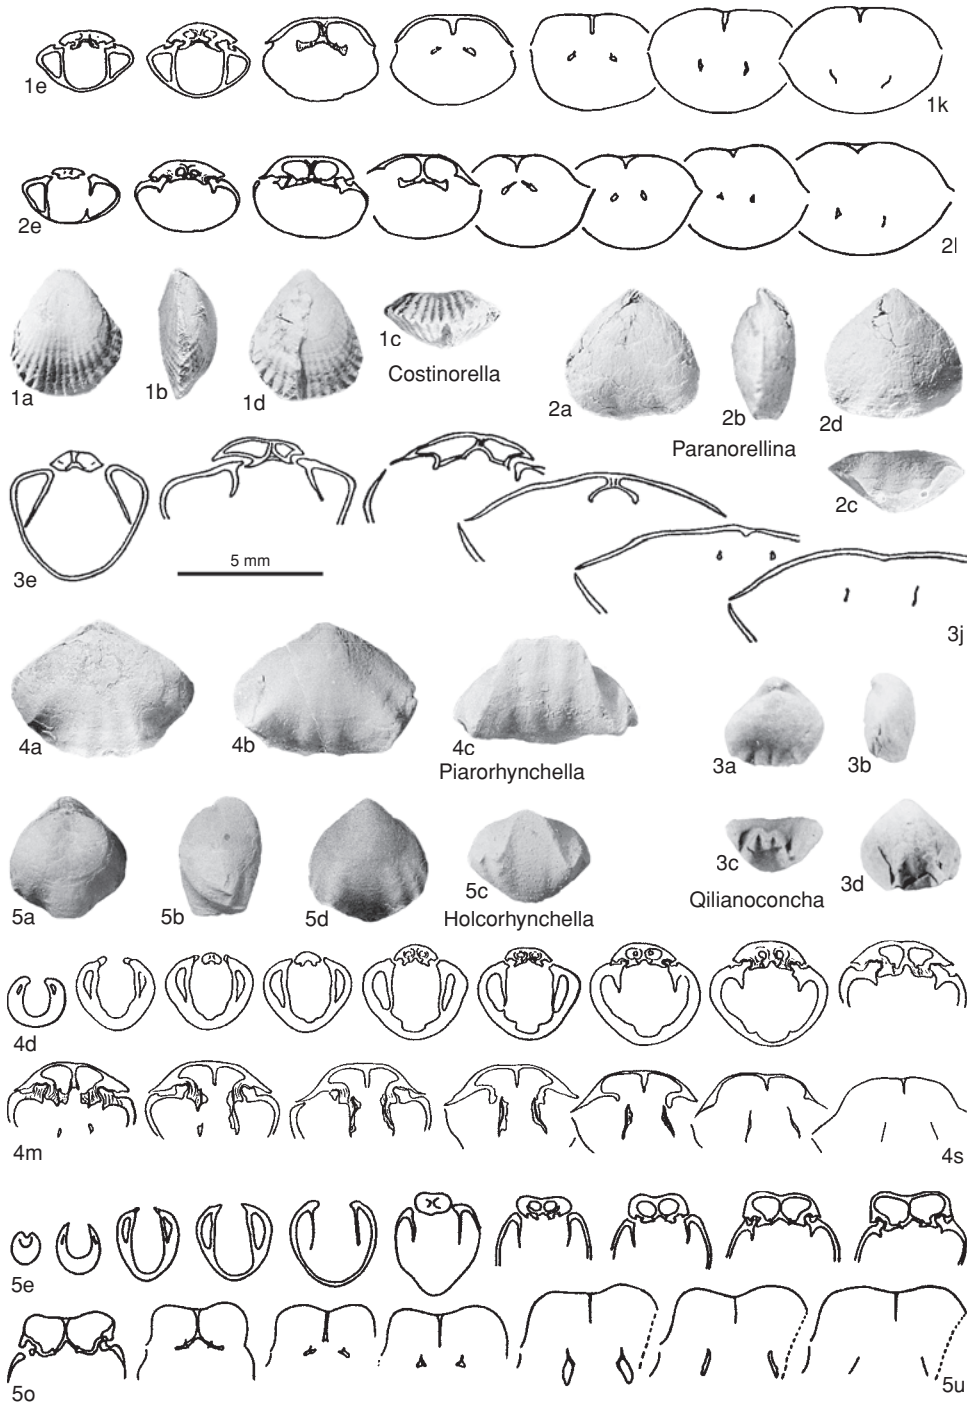 1e
1k
2e
2l
1a
1b
1d
1c
Costinorella
2a
2b
2d
Paranorellina
2c
3e
5 mm
3j
4a
4b
4c
Piarorhynchella
3a
3b
5a
5b
5d
5c
Holcorhynchella
3c
3d
Qilianoconcha
4d
4m
4s
5e
5o
5u